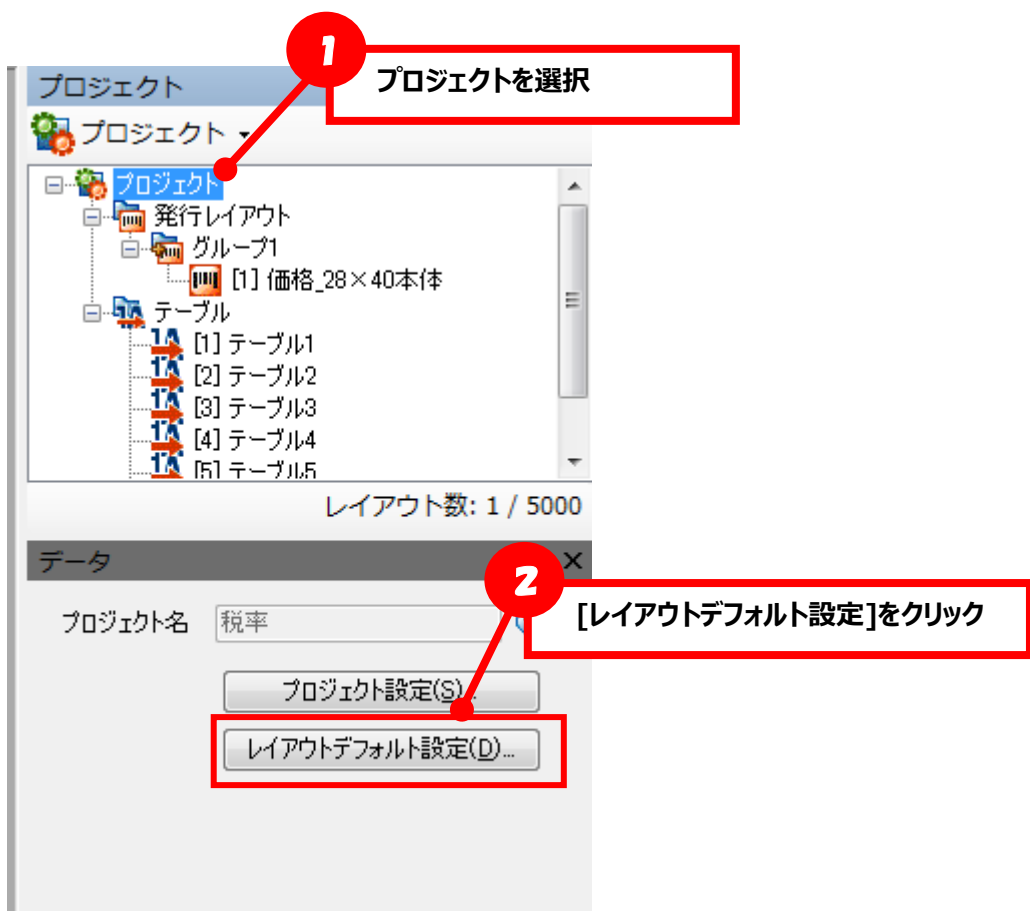 1
プロジェクトを選択
プロジェクト
プロジェクト
プロジェクト
発行レイアウト
グループ1
[1] 価格_28×40本体
テーブル
[1] テーブル1
[2] テーブル2
[3] テーブル3
[4] テーブル4
[5] テーブル5
レイアウト数: 1 / 5000
データ
2
[レイアウトデフォルト設定]をクリック
プロジェクト名 税率
プロジェクト設定(S)...
レイアウトデフォルト設定(D)...